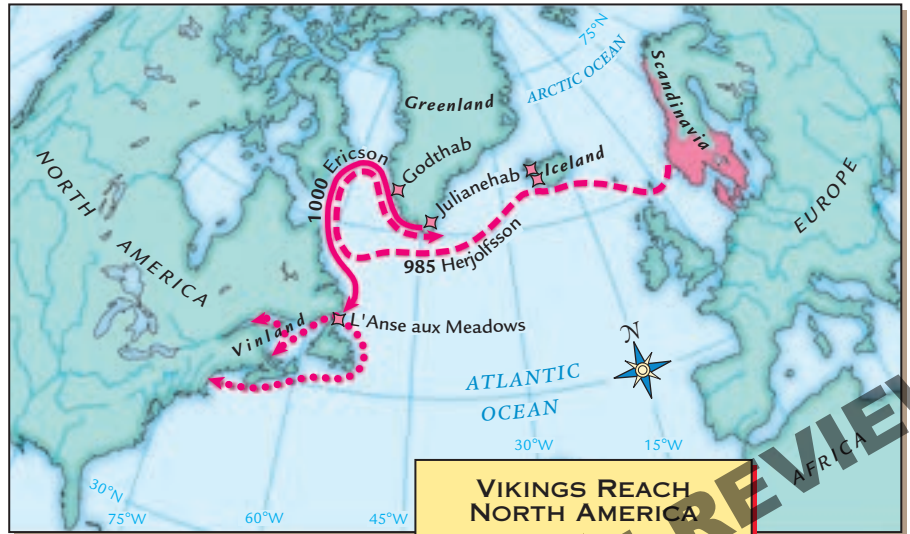 75°N
ARCTIC OCEAN
Scandinavia
Greenland
1000 Ericson
Godthab
Julianehab
Iceland
NORTH
AMERICA
EUROPE
985 Herjolfsson
Vinland
L'Anse aux Meadows
N
ATLANTIC
OCEAN
AFRICA
30°N
75°W
60°W
45°W
30°W
15°W
VIKINGS REACH
NORTH AMERICA
REVIEW